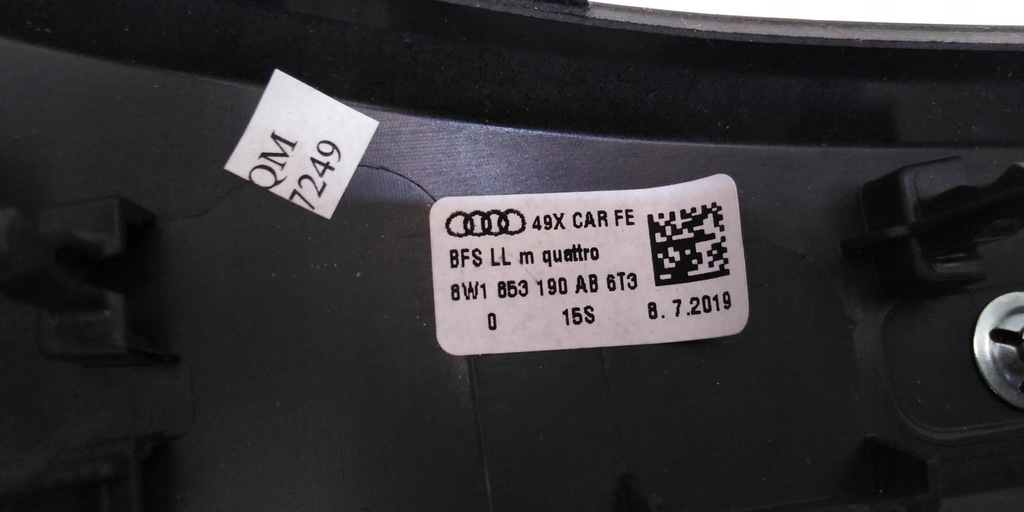 QM
7249
49X CAR FE
BFS LL m quattro
8W1 853 190 AB 6T3
0 15S 8. 7.2019